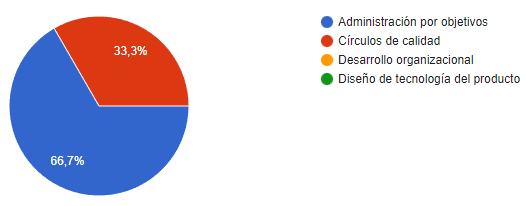 33,3%
66,7%
Administración por objetivos
Círculos de calidad
Desarrollo organizacional
Diseño de tecnología del producto